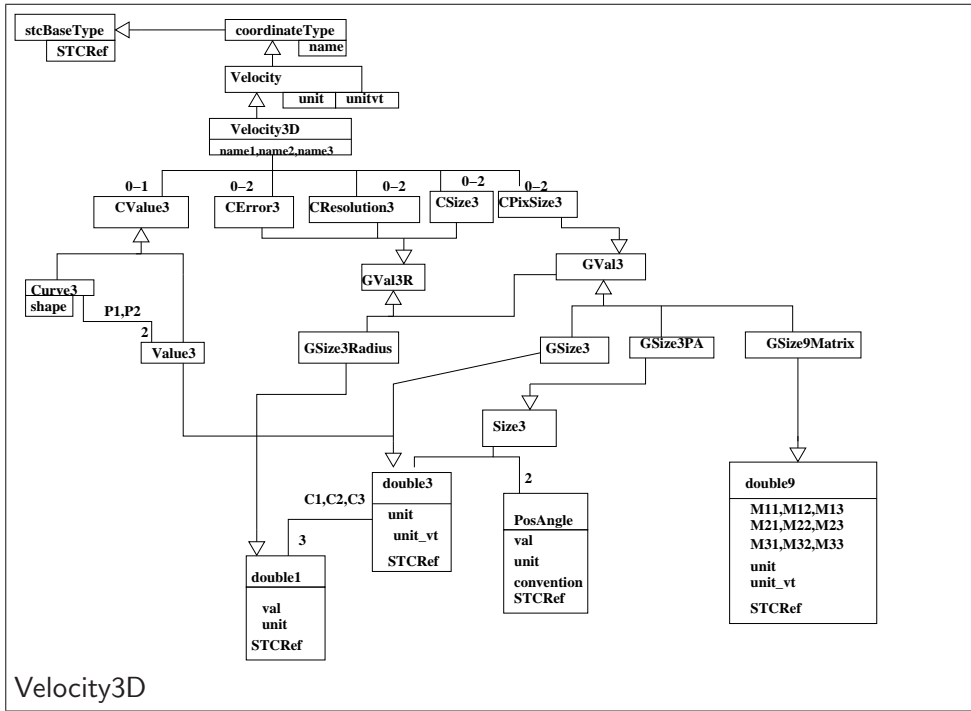 stcBaseType
coordinateType
STCRef
name
Velocity
unit
unitvt
Velocity3D
name1,name2,name3
0–1
0–2
0–2
0–2
0–2
CValue3
CError3
CResolution3
CSize3
CPixSize3
GVal3R
GVal3
Curve3
shape
P1,P2
2
Value3
GSize3Radius
GSize3
GSize3PA
GSize9Matrix
Size3
double3
C1,C2,C3
2
double9
unit
PosAngle
M11,M12,M13
M21,M22,M23
unit_vt
val
M31,M32,M33
3
STCRef
unit
unit
double1
convention
unit_vt
STCRef
val
STCRef
unit
STCRef
Velocity3D